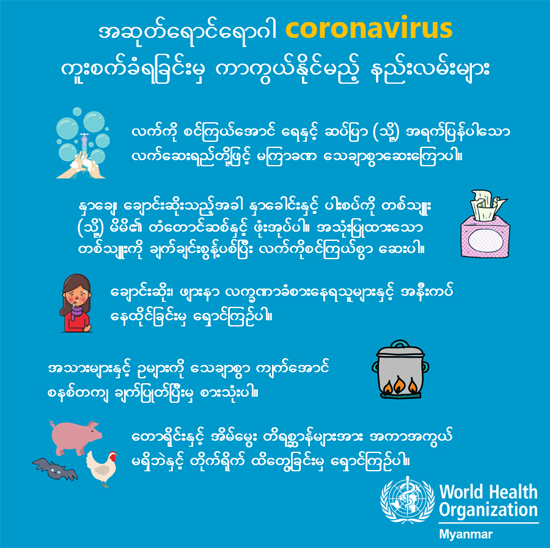 အဆုတ်ရောင်ရောဂါ coronavirus
ကူးစက်ခံရခြင်းမှ ကာကွယ်နိုင်မည့် နည်းလမ်းများ
လက်ကို စင်ကြယ်အောင် ရေနှင့် ဆပ်ပြာ (သို့) အရက်ပြန်ပါသော
လက်ဆေးရည်တို့ဖြင့် မကြာခဏ သေချာစွာဆေးကြောပါ။
နှာချေ၊ ချောင်းဆိုးသည့်အခါ နှာခေါင်းနှင့် ပါးစပ်ကို တစ်သျှူး
(သို့) မိမိ၏ တံတောင်ဆစ်နှင့် ဖုံးအုပ်ပါ။ အသုံးပြုထားသော
တစ်သျှူးကို ချက်ချင်းစွန့်ပစ်ပြီး လက်ကိုစင်ကြယ်စွာ ဆေးပါ။
ချောင်းဆိုး၊ ဖျားနာ လက္ခဏာခံစားနေရသူများနှင့် အနီးကပ်
နေထိုင်ခြင်းမှ ရှောင်ကြဉ်ပါ။
အသားများနှင့် ဥများကို သေချာစွာ ကျက်အောင်
စနစ်တကျ ချက်ပြုတ်ပြီးမှ စားသုံးပါ။
တောရိုင်းနှင့် အိမ်မွေး တိရစ္ဆာန်များအား အကာအကွယ်
မရှိဘဲနှင့် တိုက်ရိုက် ထိတွေ့ခြင်းမှ ရှောင်ကြဉ်ပါ။
World Health
Organization
Myanmar